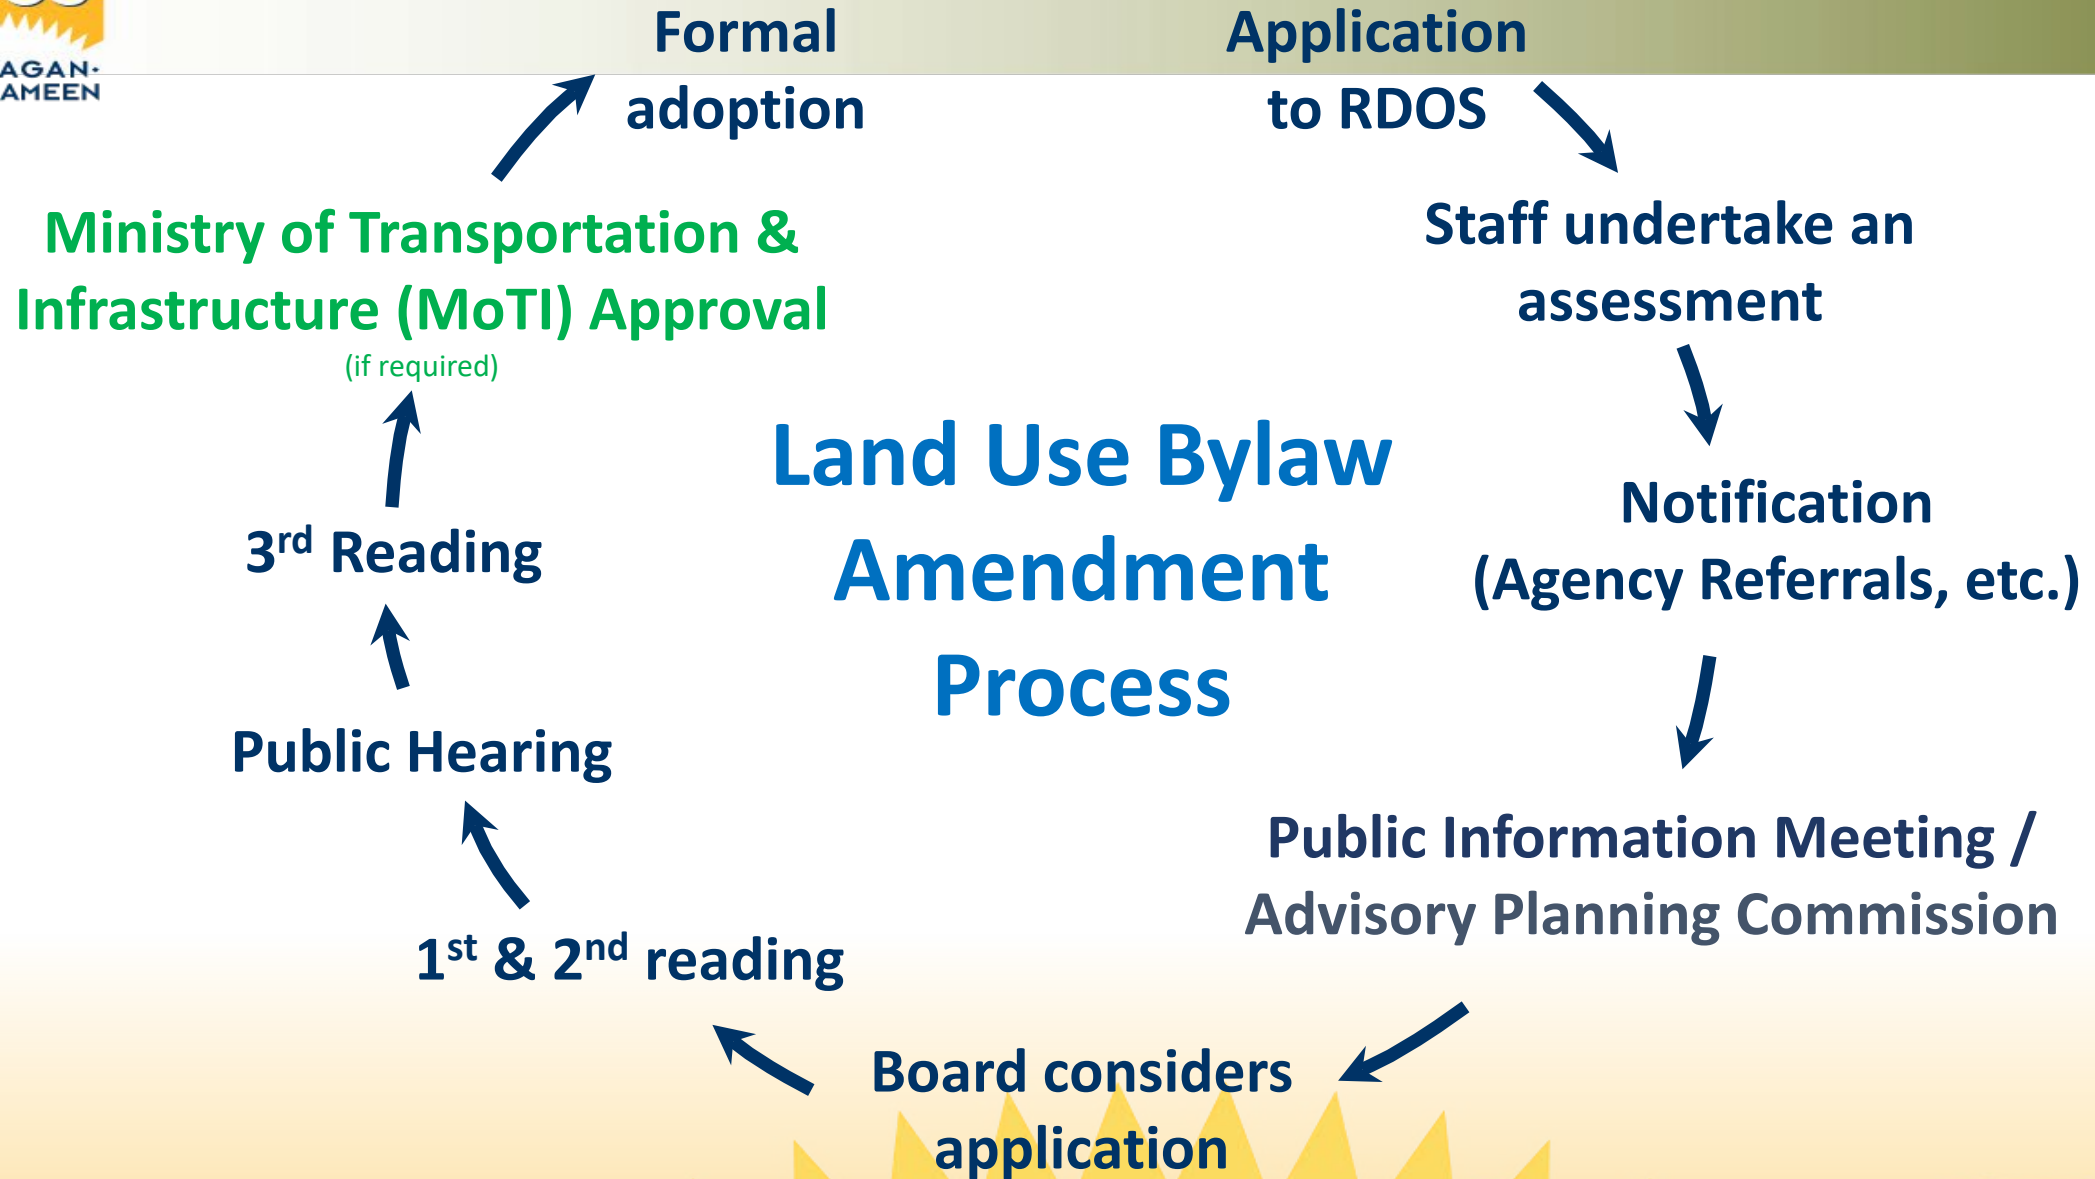 AGAN·
AMEEN
Application
to RDOS
Staff undertake an
assessment
Notification
(Agency Referrals, etc.)
Public Information Meeting /
Advisory Planning Commission
Board considers
application
1st & 2nd reading
Public Hearing
3rd Reading
Ministry of Transportation &
Infrastructure (MoTI) Approval
(if required)
Formal
adoption
Land Use Bylaw
Amendment
Process